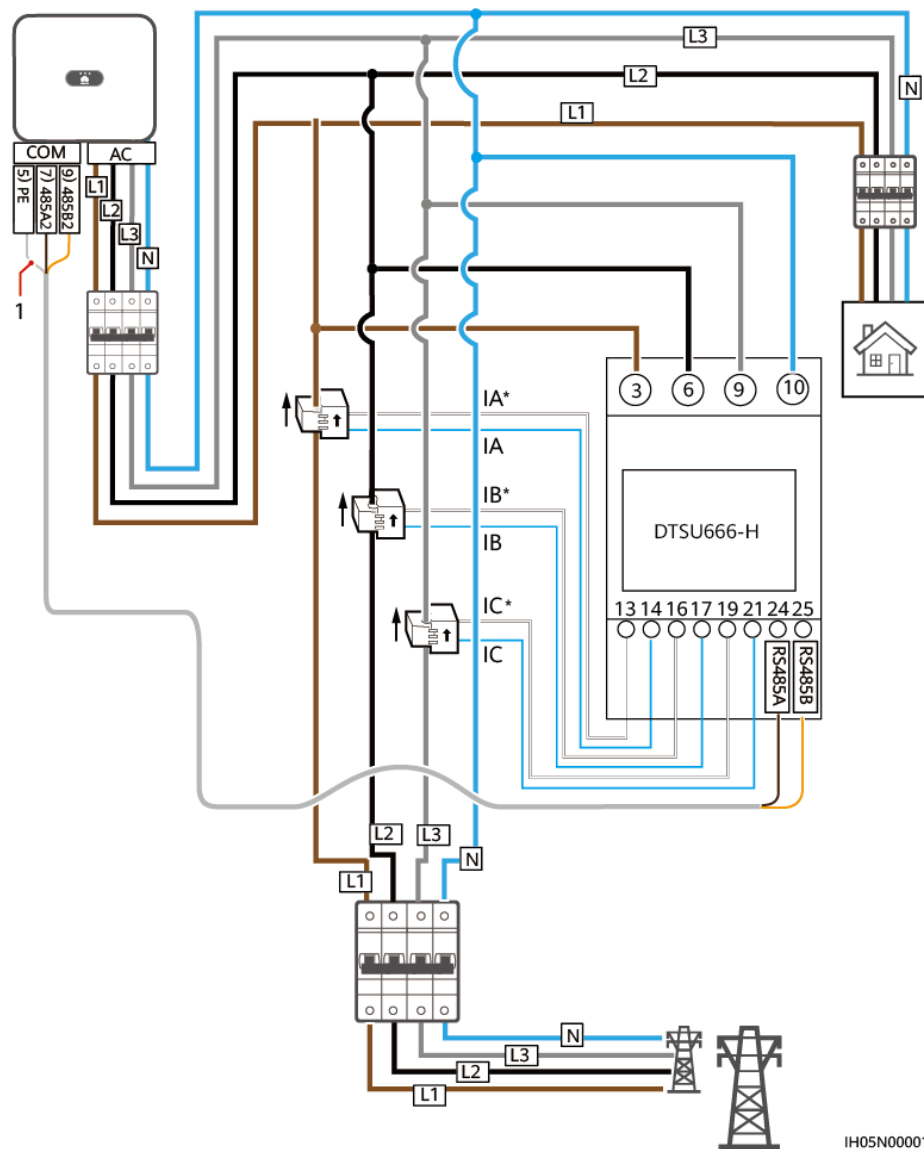 L3
L2
N
L1
COM
AC
5) PE
7) 485A2
9) 485B2
L1
L2
L3
N
1
3
6
9
10
IA*
IA
IB*
IB
DTSU666-H
IC*
IC
13 14 16 17 19 21 24 25
RS485A
RS485B
L2
L3
N
L1
N
L3
L2
L1
IH05N00001